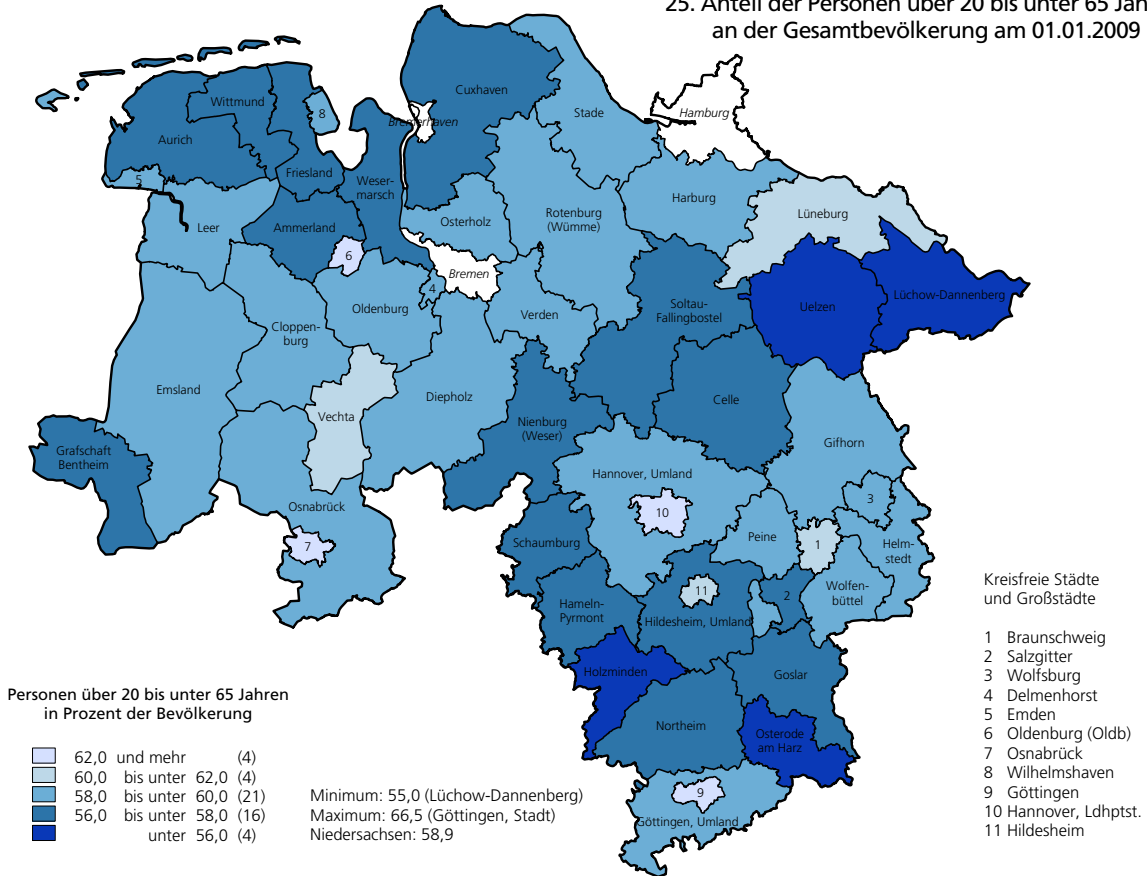 25. Anteil der Personen über 20 bis unter 65 Jah
an der Gesamtbevölkerung am 01.01.2009
Cuxhaven
Wittmund
Stade
Hamburg
8
Bremerhaven
Aurich
Friesland
5
Weser-
marsch
Harburg
Lüneburg
Rotenburg
(Wümme)
Osterholz
Leer
Ammerland
6
Bremen
4
Lüchow-Dannenberg
Soltau-
Fallingbostel
Uelzen
Oldenburg
Verden
Cloppen-
burg
Emsland
Diepholz
Celle
Vechta
Nienburg
(Weser)
Gifhorn
Grafschaft
Bentheim
Hannover, Umland
3
Osnabrück
10
Peine
7
Schaumburg
1
Helm-
stedt
Wolfen-
büttel
11
2
Hameln-
Pyrmont
Hildesheim, Umland
Holzminden
Goslar
Northeim
Osterode
am Harz
9
Göttingen, Umland
Kreisfreie Städte
und Großstädte
1 Braunschweig
2 Salzgitter
3 Wolfsburg
4 Delmenhorst
5 Emden
6 Oldenburg (Oldb)
7 Osnabrück
8 Wilhelmshaven
9 Göttingen
10 Hannover, Ldhptst.
11 Hildesheim
Personen über 20 bis unter 65 Jahren
in Prozent der Bevölkerung
62,0 und mehr (4)
60,0 bis unter 62,0 (4)
58,0 bis unter 60,0 (21)
56,0 bis unter 58,0 (16)
unter 56,0 (4)
Minimum: 55,0 (Lüchow-Dannenberg)
Maximum: 66,5 (Göttingen, Stadt)
Niedersachsen: 58,9